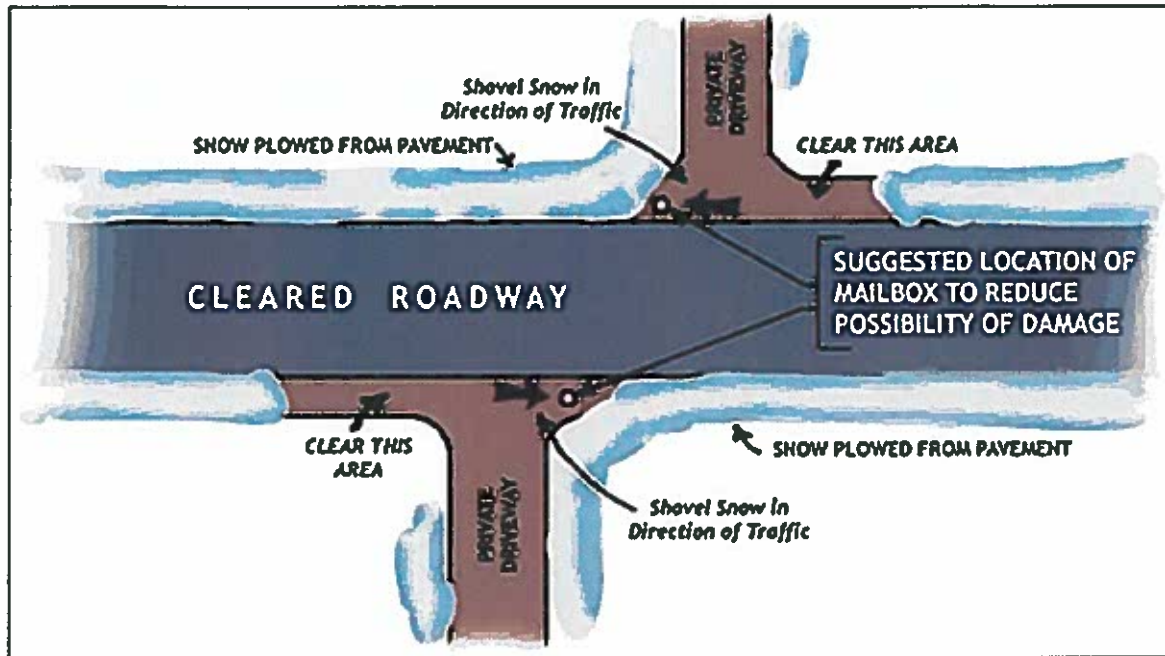 PRIVATE
DRIVEWAY
Shovel Snow in
Direction of Traffic
SHOW PLOWED FROM PAVEMENT
CLEAR THIS AREA
CLEARED ROADWAY
SUGGESTED LOCATION OF
MAILBOX TO REDUCE
POSSIBILITY OF DAMAGE
CLEAR THIS
AREA
SHOW PLOWED FROM PAVEMENT
PRIVATE
DRIVEWAY
Shovel Snow in
Direction of Traffic